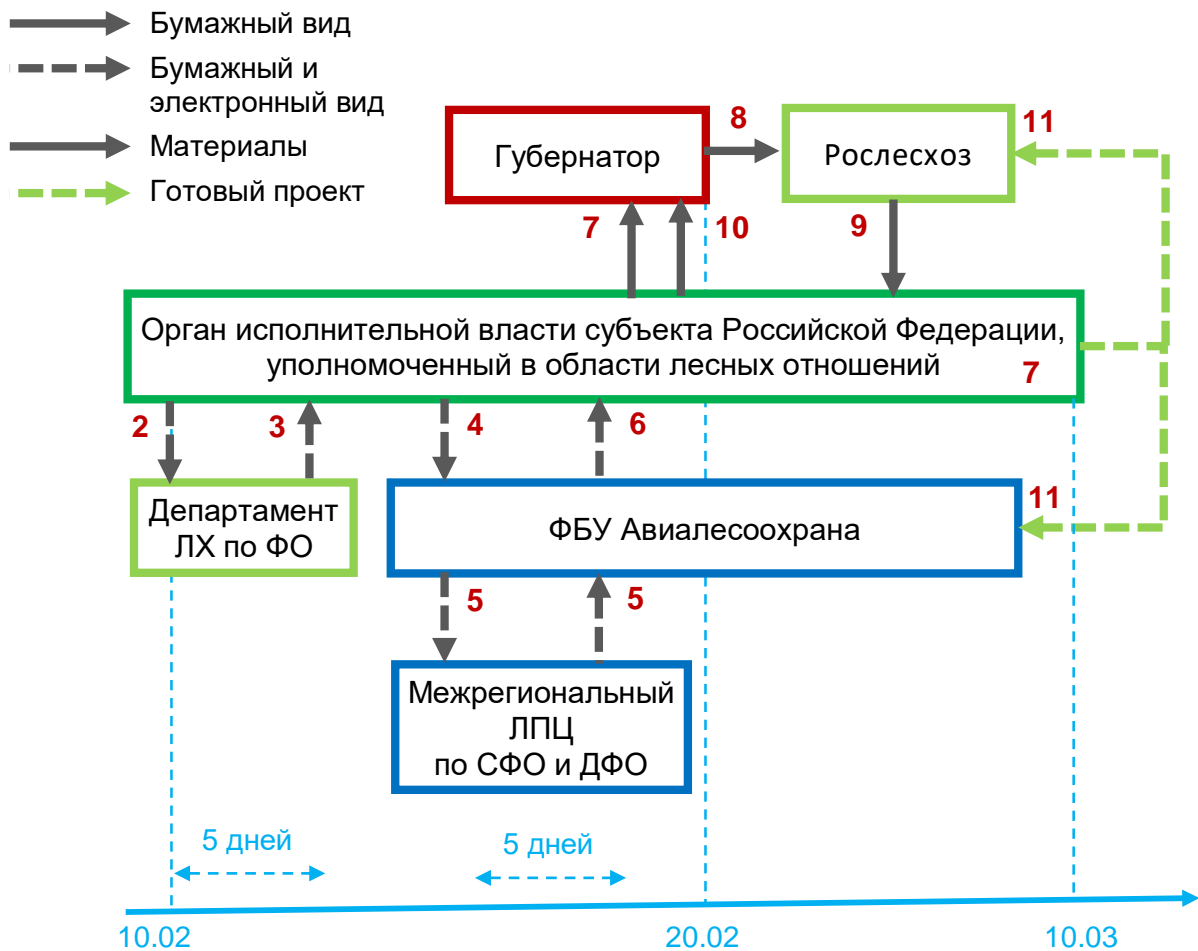 Бумажный вид
Бумажный и
электронный вид
Материалы
Готовый проект
8
11
Губернатор
Рослесхоз
7
10
9
Орган исполнительной власти субъекта Российской Федерации,
уполномоченный в области лесных отношений
7
2
3
4
6
Департамент
ЛХ по ФО
11
ФБУ Авиалесоохрана
5
5
Межрегиональный
ЛПЦ
по СФО и ДФО
5 дней
5 дней
10.02
20.02
10.03